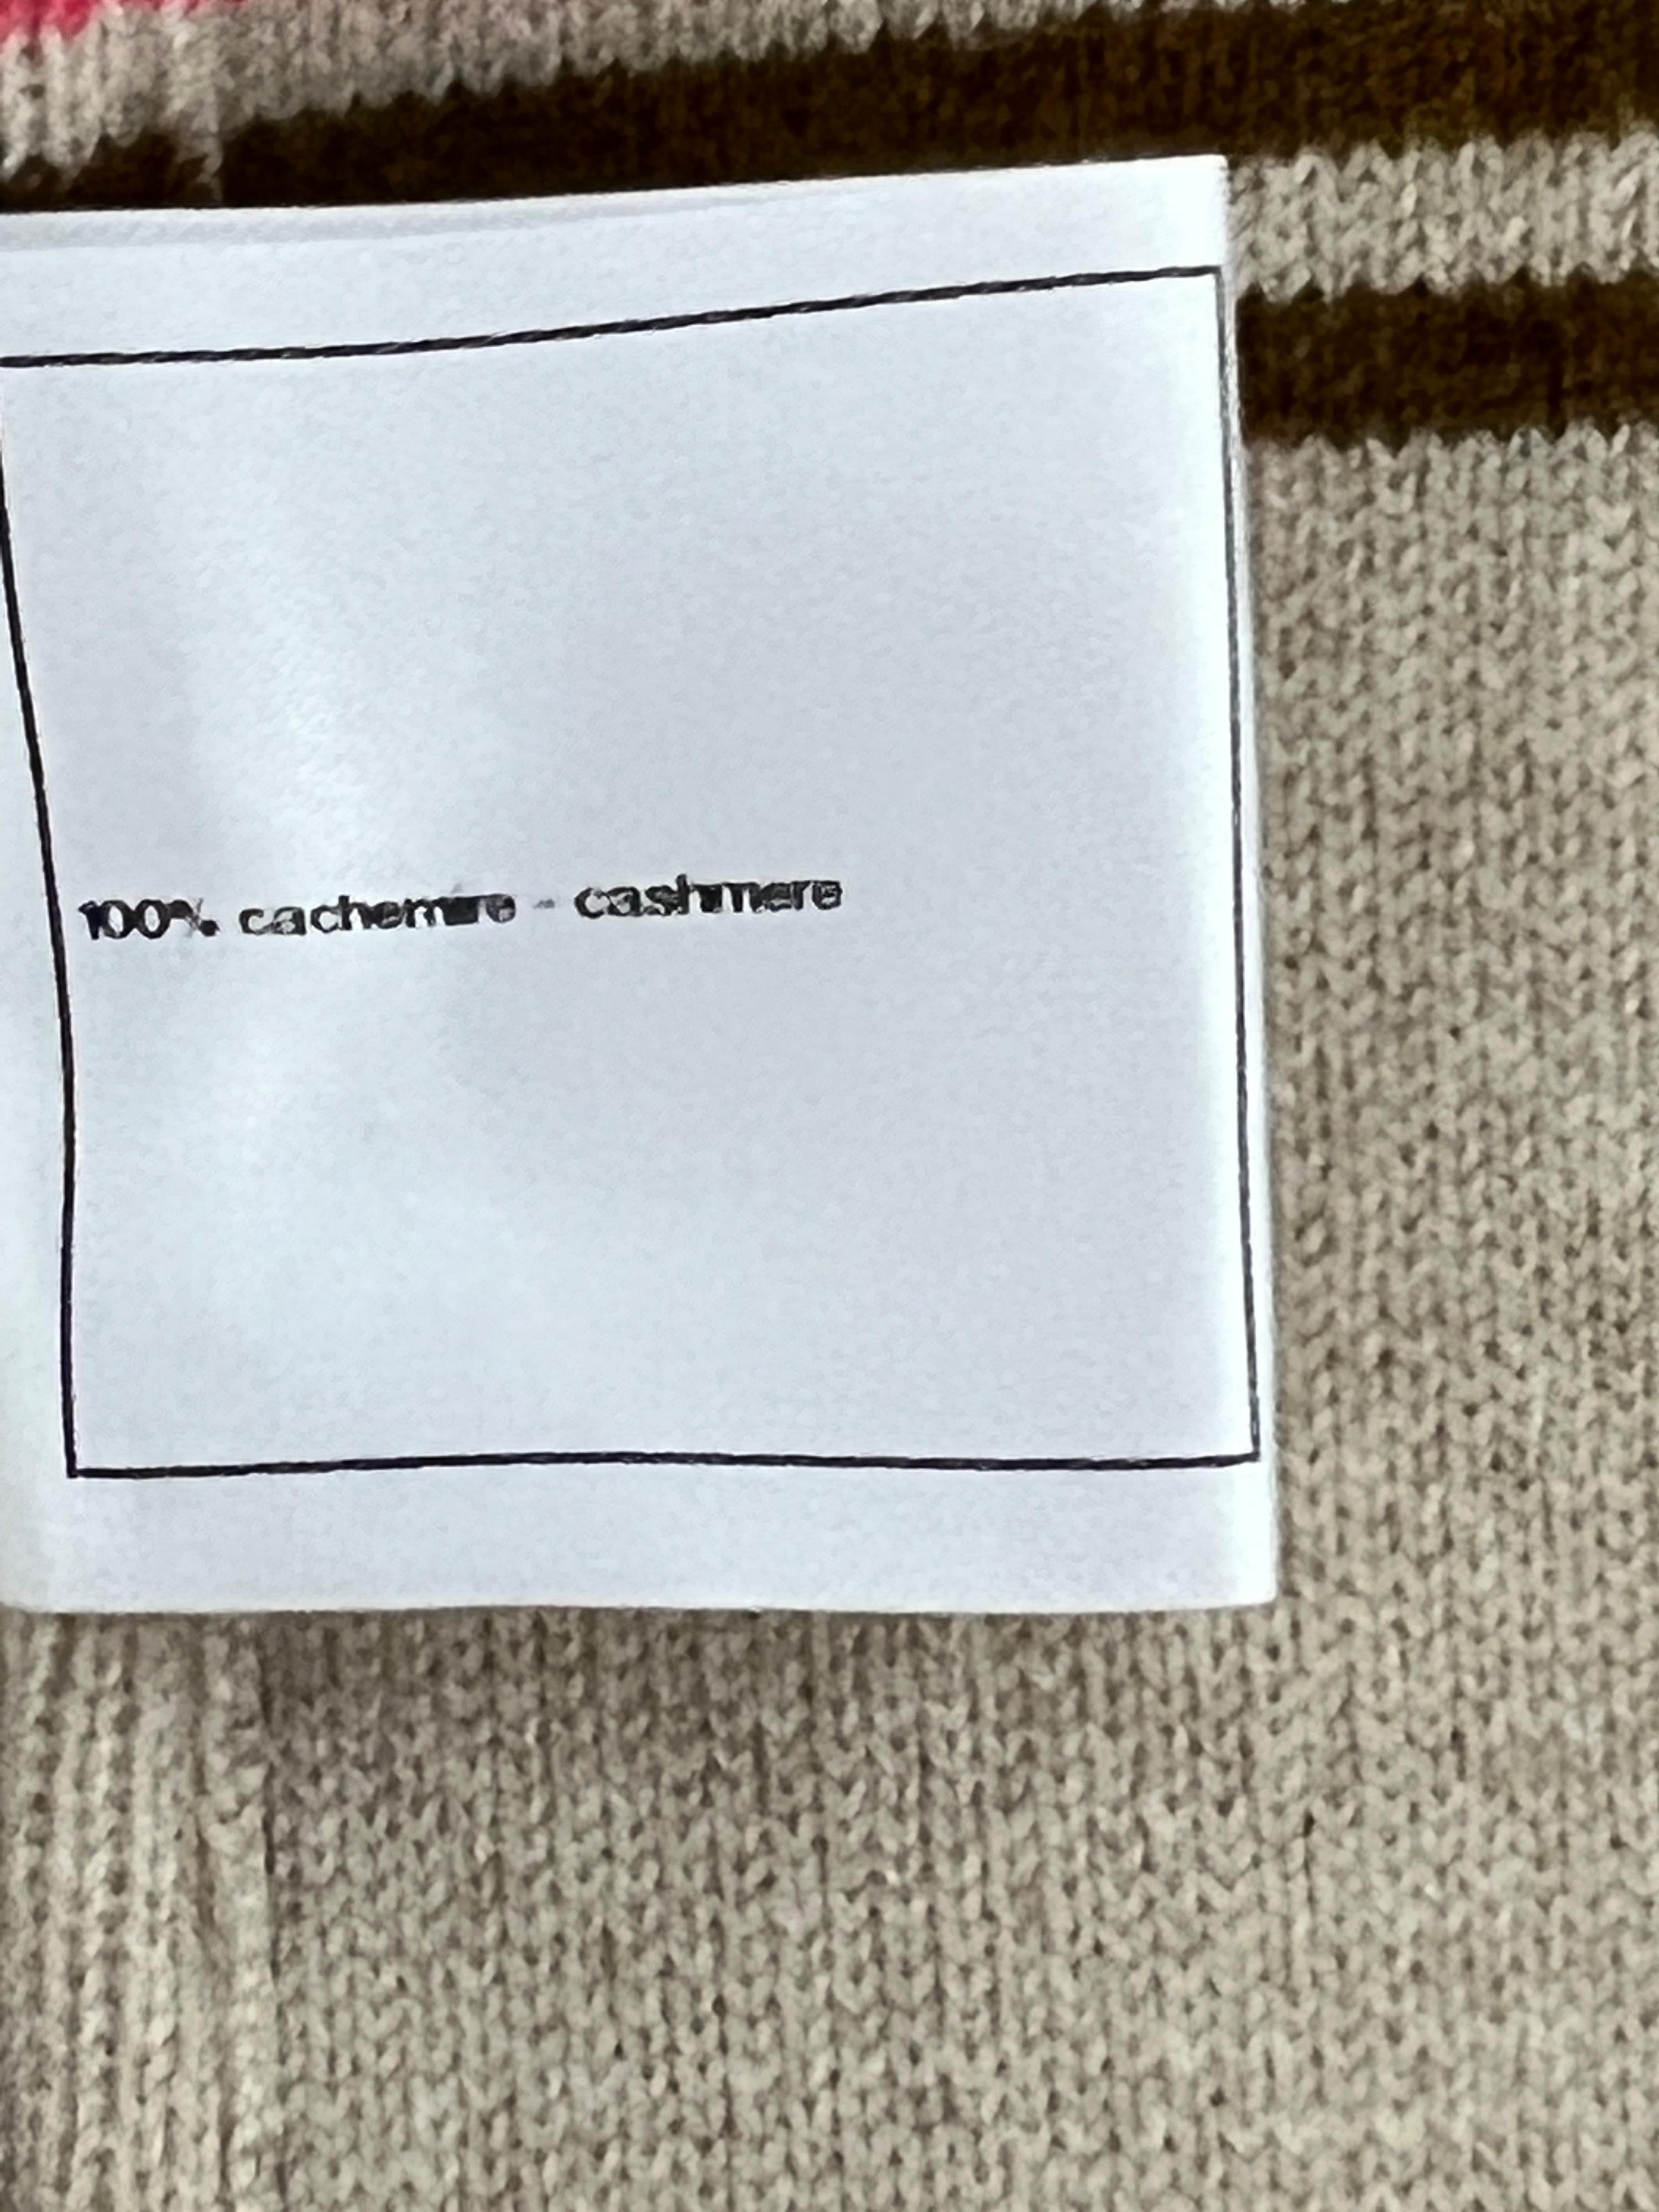 100% cachemire - cashmere